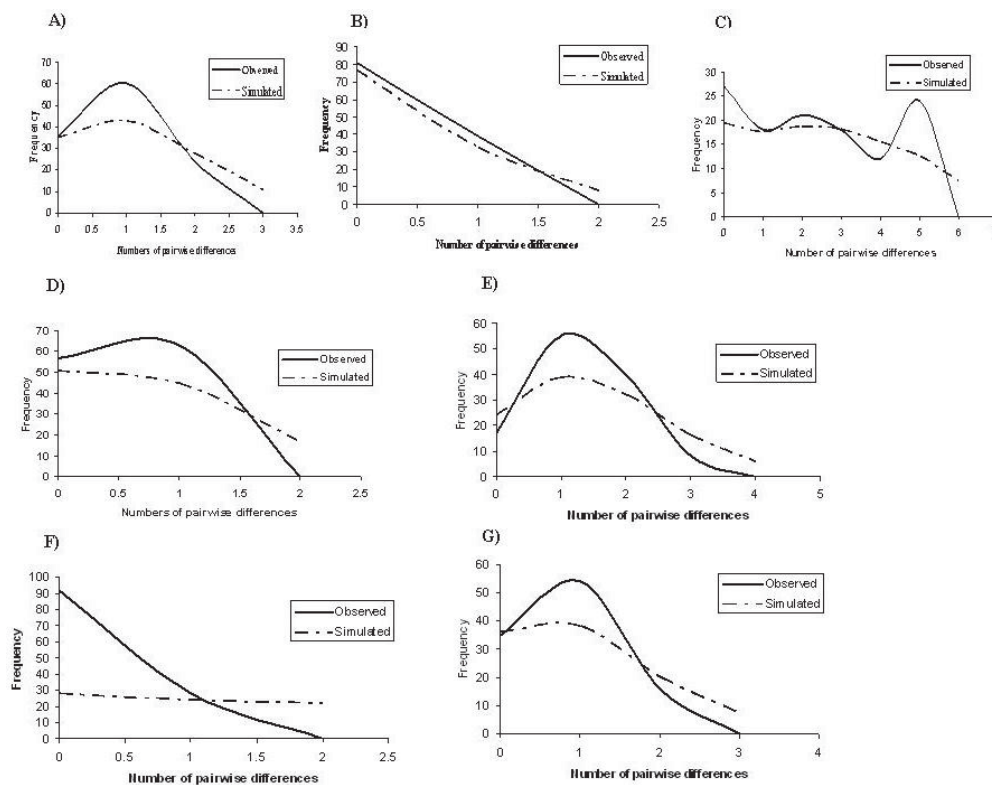 A)
Observed
Simulated
Frequency
70
60
50
40
30
20
10
0
0 0.5 1 1.5 2 2.5 3 3.5
Numbers of pairwise differences
B)
Observed
Simulated
Frequency
90
80
70
60
50
40
30
20
10
0
0 0.5 1 1.5 2 2.5
Number of pairwise differences
C)
Observed
Simulated
Frequency
30
25
20
15
10
5
0
0 1 2 3 4 5 6
Number of pairwise differences
D)
Observed
Simulated
Frequency
70
60
50
40
30
20
10
0
0 0.5 1 1.5 2 2.5
Numbers of pairwise differences
E)
Observed
Simulated
Frequency
60
50
40
30
20
10
0
0 1 2 3 4 5
Number of pairwise differences
F)
Observed
Simulated
Frequency
100
90
80
70
60
50
40
30
20
10
0
0 0.5 1 1.5 2 2.5
Number of pairwise differences
G)
Observed
Simulated
Frequency
60
50
40
30
20
10
0
0 1 2 3 4
Number of pairwise differences